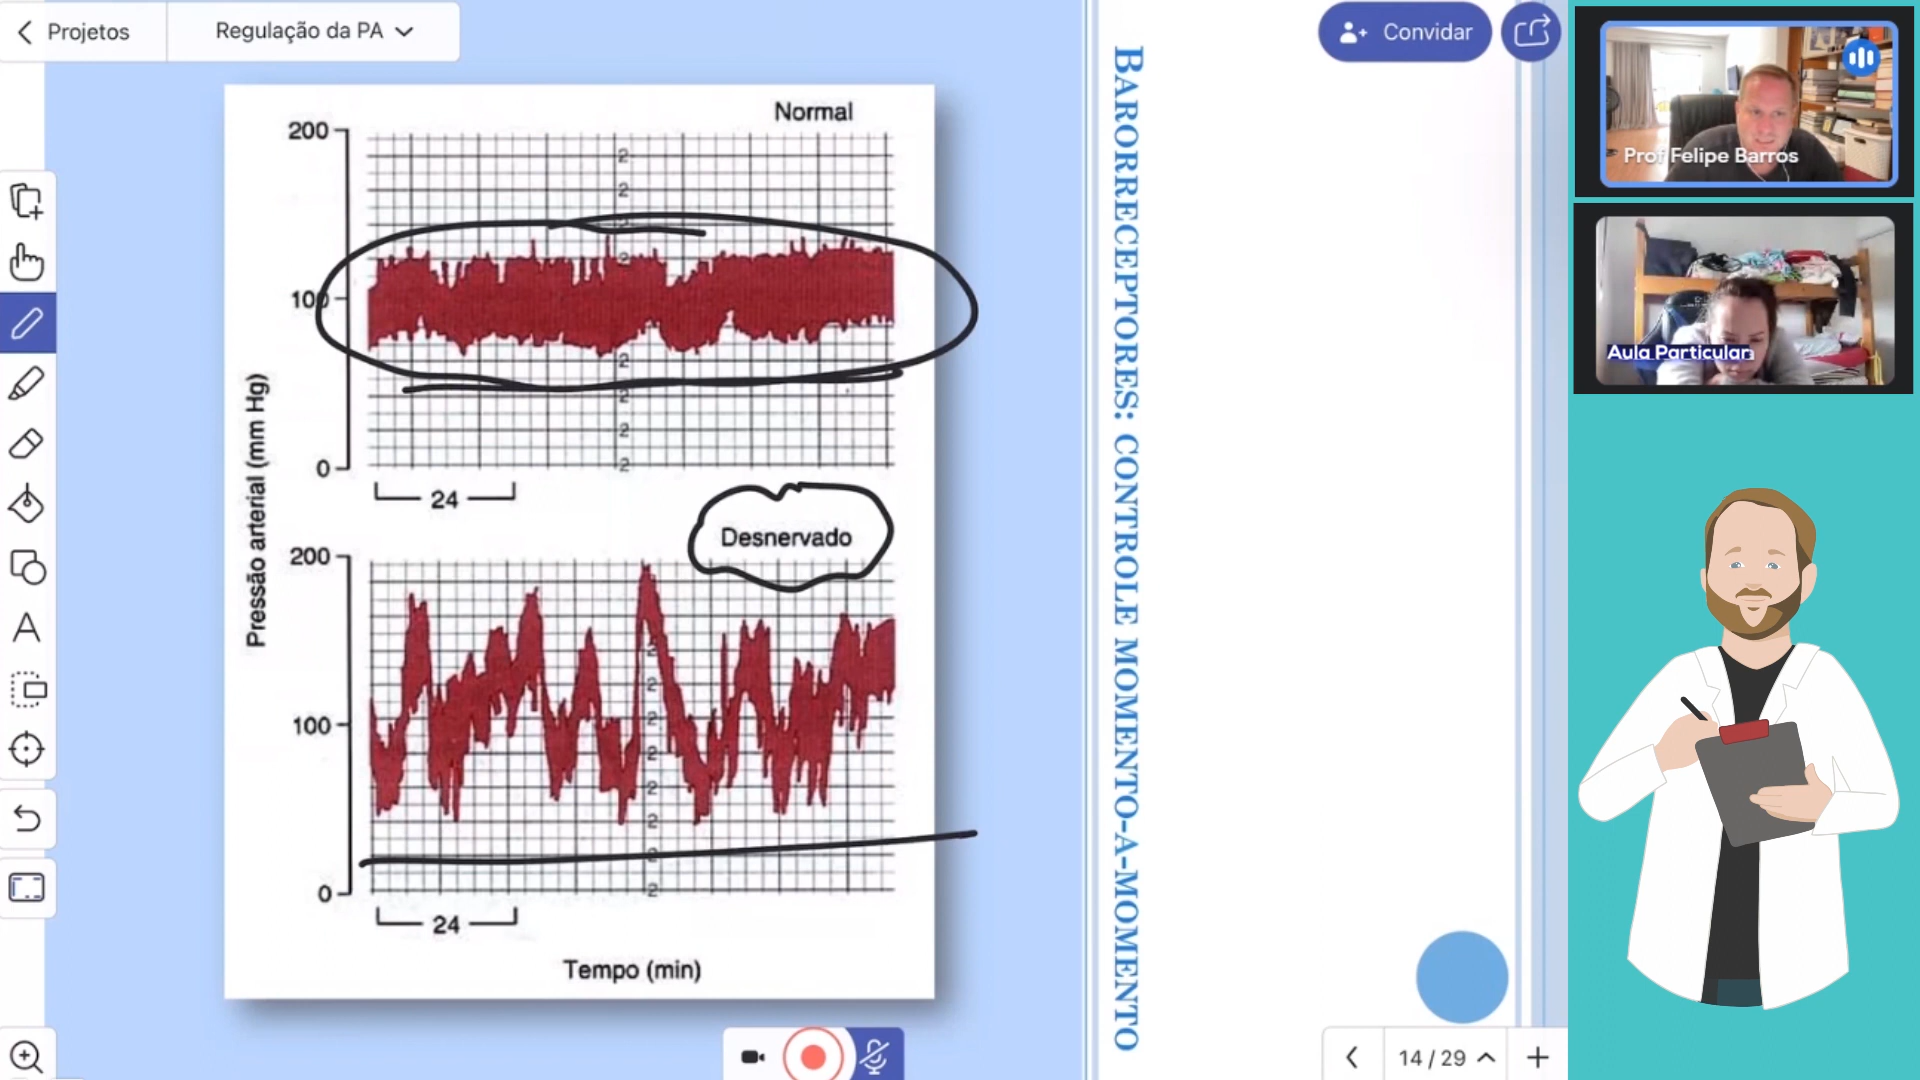 Projetos
Regulação da PA
Convidar
Normal
200
100
0
24
Desnervado
200
100
0
24
Pressão arterial (mm Hg)
Tempo (min)
BARORRECEPTORES: CONTROLE MOMENTO-A-MOMENTO
Prof Felipe Barros
Aula Particular
14 / 29